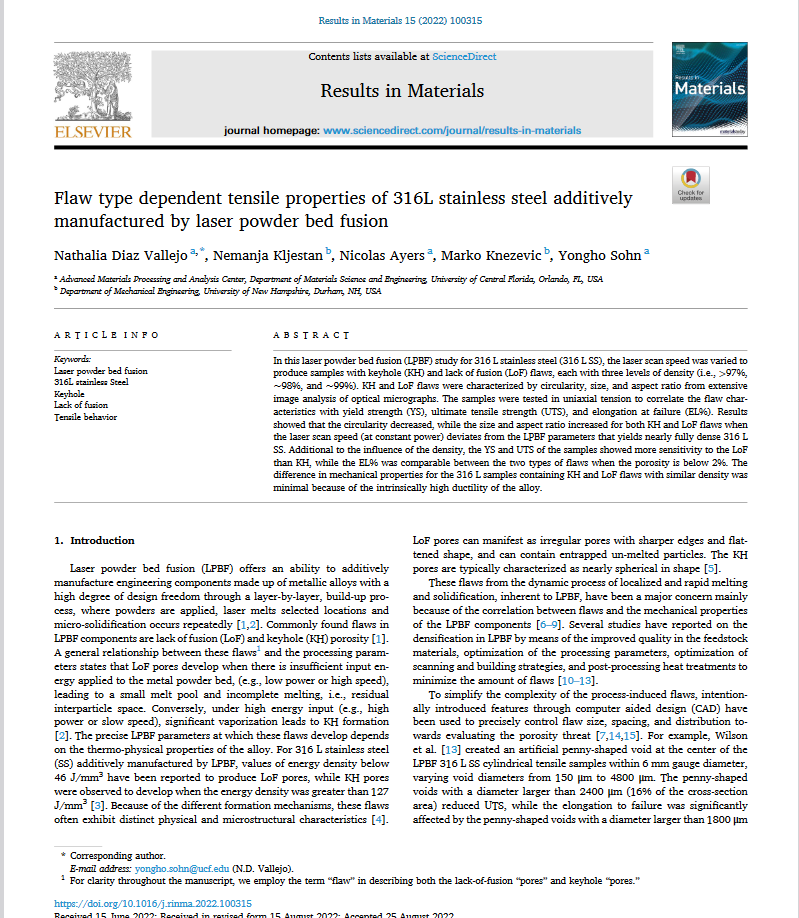 Results in Materials 15 (2022) 100315
Contents lists available at ScienceDirect
Results in Materials
journal homepage: www.sciencedirect.com/journal/results-in-materials
ELSEVIER
Results in
Materials
Check for
updates
Flaw type dependent tensile properties of 316L stainless steel additively
manufactured by laser powder bed fusion
Nathalia Diaz Vallejo a,*, Nemanja Kljestan b, Nicolas Ayers a, Marko Knezevic b, Yongho Sohn a
a Advanced Materials Processing and Analysis Center, Department of Materials Science and Engineering, University of Central Florida, Orlando, FL, USA
b Department of Mechanical Engineering, University of New Hampshire, Durham, NH, USA
ARTICLE INFO
Keywords:
Laser powder bed fusion
316L stainless Steel
Keyhole
Lack of fusion
Tensile behavior
ABSTRACT
In this laser powder bed fusion (LPBF) study for 316 L stainless steel (316 L SS), the laser scan speed was varied to
produce samples with keyhole (KH) and lack of fusion (LoF) flaws, each with three levels of density (i.e., >97%,
~98%, and ~99%). KH and LoF flaws were characterized by circularity, size, and aspect ratio from extensive
image analysis of optical micrographs. The samples were tested in uniaxial tension to correlate the flaw char-
acteristics with yield strength (YS), ultimate tensile strength (UTS), and elongation at failure (EL%). Results
showed that the circularity decreased, while the size and aspect ratio increased for both KH and LoF flaws when
the laser scan speed (at constant power) deviates from the LPBF parameters that yields nearly fully dense 316 L
SS. Additional to the influence of the density, the YS and UTS of the samples showed more sensitivity to the LoF
than KH, while the EL% was comparable between the two types of flaws when the porosity is below 2%. The
difference in mechanical properties for the 316 L samples containing KH and LoF flaws with similar density was
minimal because of the intrinsically high ductility of the alloy.
1. Introduction
Laser powder bed fusion (LPBF) offers an ability to additively
manufacture engineering components made up of metallic alloys with a
high degree of design freedom through a layer-by-layer, build-up pro-
cess, where powders are applied, laser melts selected locations and
micro-solidification occurs repeatedly [1,2]. Commonly found flaws in
LPBF components are lack of fusion (LoF) and keyhole (KH) porosity [1].
A general relationship between these flaws1 and the processing param-
eters states that LoF pores develop when there is insufficient input en-
ergy applied to the metal powder bed, (e.g., low power or high speed),
leading to a small melt pool and incomplete melting, i.e., residual
interparticle space. Conversely, under high energy input (e.g., high
power or slow speed), significant vaporization leads to KH formation
[2]. The precise LPBF parameters at which these flaws develop depends
on the thermo-physical properties of the alloy. For 316 L stainless steel
(SS) additively manufactured by LPBF, values of energy density below
46 J/mm3 have been reported to produce LoF pores, while KH pores
were observed to develop when the energy density was greater than 127
J/mm3 [3]. Because of the different formation mechanisms, these flaws
often exhibit distinct physical and microstructural characteristics [4].
LoF pores can manifest as irregular pores with sharper edges and flat-
tened shape, and can contain entrapped un-melted particles. The KH
pores are typically characterized as nearly spherical in shape [5].
These flaws from the dynamic process of localized and rapid melting
and solidification, inherent to LPBF, have been a major concern mainly
because of the correlation between flaws and the mechanical properties
of the LPBF components [6–9]. Several studies have reported on the
densification in LPBF by means of the improved quality in the feedstock
materials, optimization of the processing parameters, optimization of
scanning and building strategies, and post-processing heat treatments to
minimize the amount of flaws [10–13].
To simplify the complexity of the process-induced flaws, intention-
ally introduced features through computer aided design (CAD) have
been used to precisely control flaw size, spacing, and distribution to-
wards evaluating the porosity threat [7,14,15]. For example, Wilson
et al. [13] created an artificial penny-shaped void at the center of the
LPBF 316 L SS cylindrical tensile samples within 6 mm gauge diameter,
varying void diameters from 150 μm to 4800 μm. The penny-shaped
voids with a diameter larger than 2400 μm (16% of the cross-section
area) reduced UTS, while the elongation to failure was significantly
affected by the penny-shaped voids with a diameter larger than 1800 μm
* Corresponding author.
E-mail address: yongho.sohn@ucf.edu (N.D. Vallejo).
1 For clarity throughout the manuscript, we employ the term “flaw” in describing both the lack-of-fusion “pores” and keyhole “pores.”
https://doi.org/10.1016/j.rinma.2022.100315
Received 15 June 2022; Received in revised form 15 August 2022; Accepted 25 August 2022